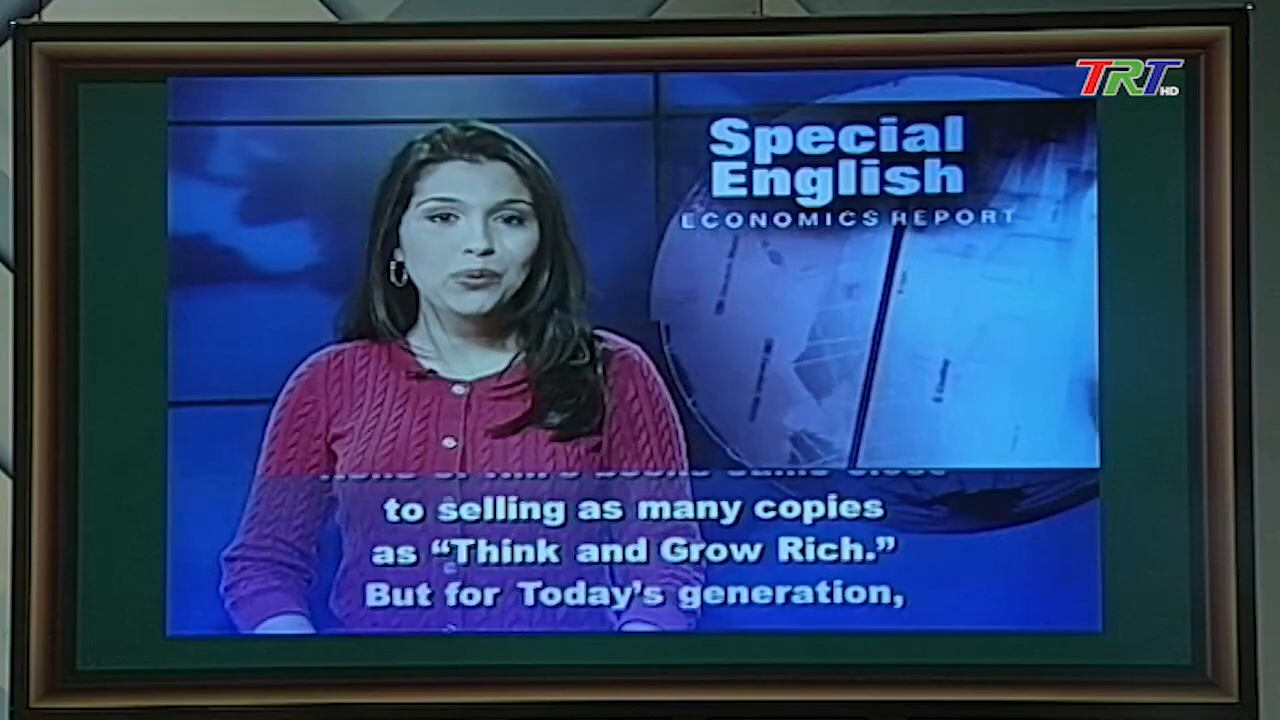 TRT HD
Special
English
ECONOMICS REPORT
to selling as many copies
as “Think and Grow Rich.”
But for Today’s generation,